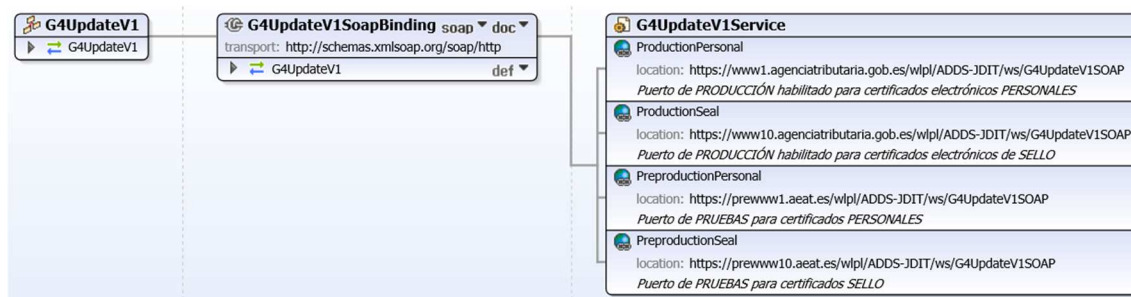 G4UpdateV1
G4UpdateV1
G4UpdateV1SoapBinding soap doc
transport: http://schemas.xmlsoap.org/soap/http
G4UpdateV1 def
G4UpdateV1Service
ProductionPersonal
location: https://www1.agenciatributaria.gob.es/wlpl/ADDS-JDIT/ws/G4UpdateV1SOAP
Puerto de PRODUCCIÓN habilitado para certificados electrónicos PERSONALES
ProductionSeal
location: https://www10.agenciatributaria.gob.es/wlpl/ADDS-JDIT/ws/G4UpdateV1SOAP
Puerto de PRODUCCIÓN habilitado para certificados electrónicos de SELLO
PreproductionPersonal
location: https://prewww1.aeat.es/wlpl/ADDS-JDIT/ws/G4UpdateV1SOAP
Puerto de PRUEBAS para certificados PERSONALES
PreproductionSeal
location: https://prewww10.aeat.es/wlpl/ADDS-JDIT/ws/G4UpdateV1SOAP
Puerto de PRUEBAS para certificados SELLO